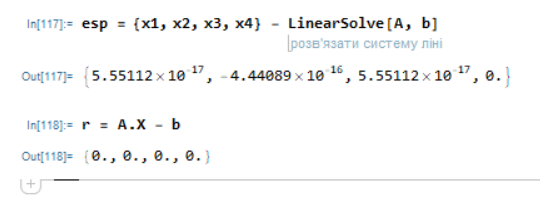 In[117]:= esp = {x1, x2, x3, x4} - LinearSolve[A, b]
розв'язати систему ліні
Out[117]= {5.55112×10⁻¹⁷, -4.44089×10⁻¹⁶, 5.55112×10⁻¹⁷, 0.}
In[118]:= r = A.X - b
Out[118]= {0., 0., 0., 0.}